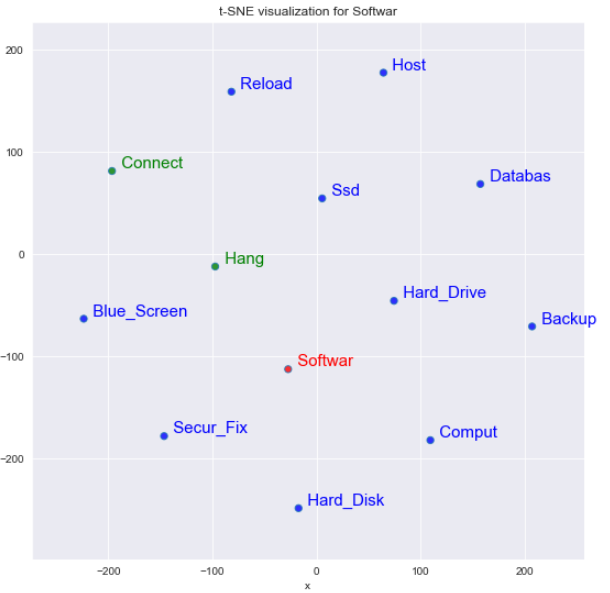 t-SNE visualization for Softwar
200
Host
Reload
100
Connect
Databas
Ssd
0
Hang
Hard_Drive
Blue_Screen
Backup
−100
Softwar
Secur_Fix
Comput
−200
Hard_Disk
−200 −100 0 100 200
x